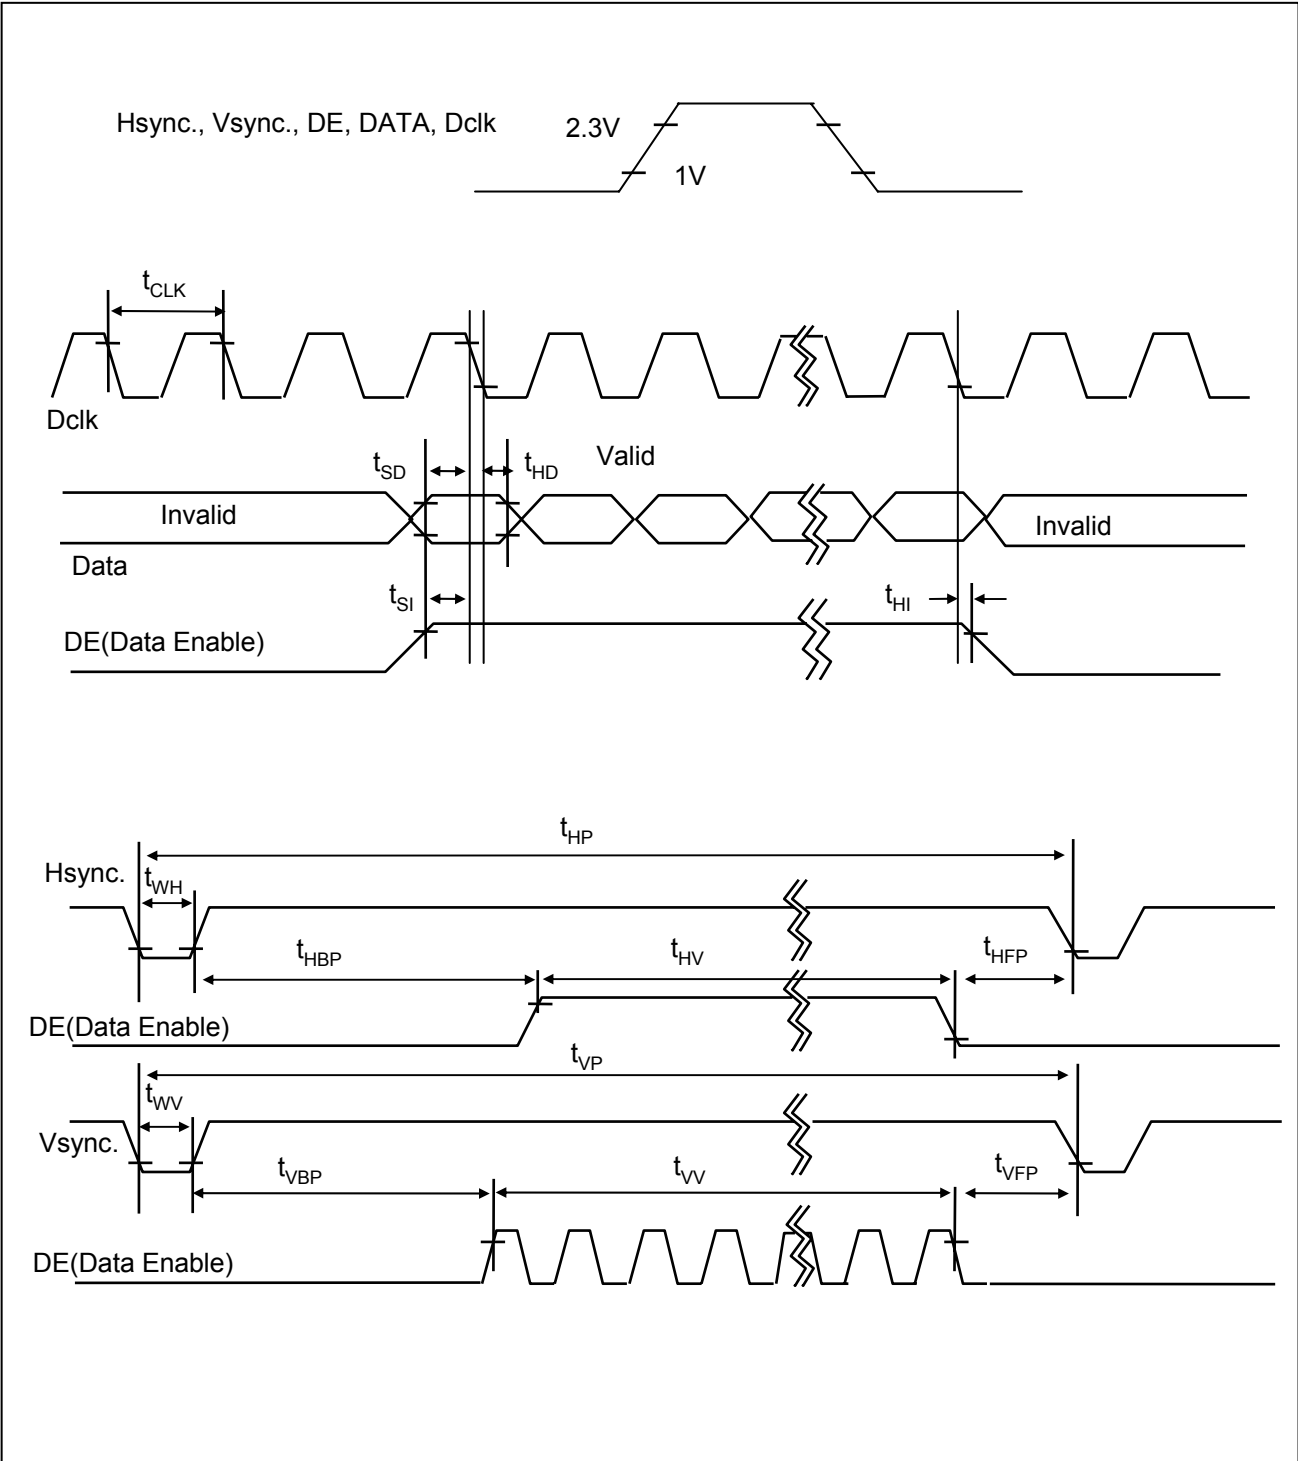 Hsync., Vsync., DE, DATA, Dclk
2.3V
1V
tCLK
Dclk
tSD
tHD
Valid
Invalid
Invalid
Data
tSI
tHI
DE(Data Enable)
tHP
Hsync.
tWH
tHBP
tHV
tHFP
DE(Data Enable)
tVP
tWV
Vsync.
tVBP
tVV
tVFP
DE(Data Enable)